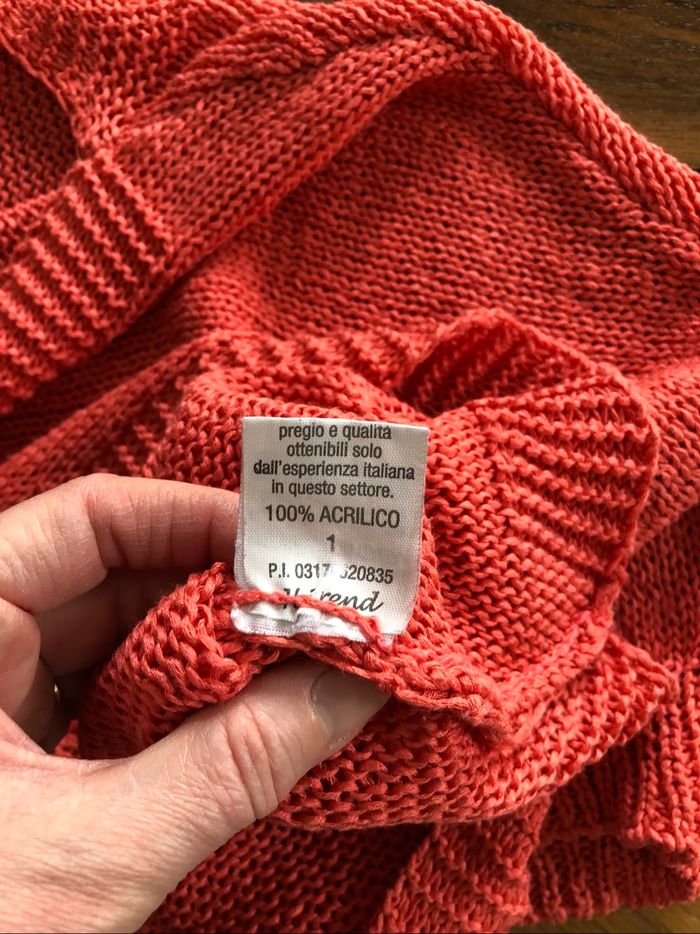 pregio e qualità
ottenibili solo
dall'esperienza italiana
in questo settore.
100% ACRILICO
1
P.I.